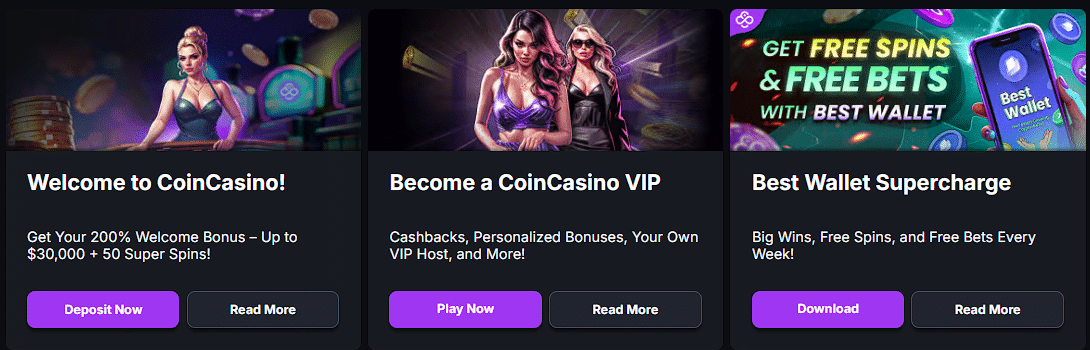 GET FREE SPINS
& FREE BETS
WITH BEST WALLET
Best
Wallet
Welcome to CoinCasino!
Get Your 200% Welcome Bonus – Up to
$30,000 + 50 Super Spins!
Deposit Now
Read More
Become a CoinCasino VIP
Cashbacks, Personalized Bonuses, Your Own
VIP Host, and More!
Play Now
Read More
Best Wallet Supercharge
Big Wins, Free Spins, and Free Bets Every
Week!
Download
Read More